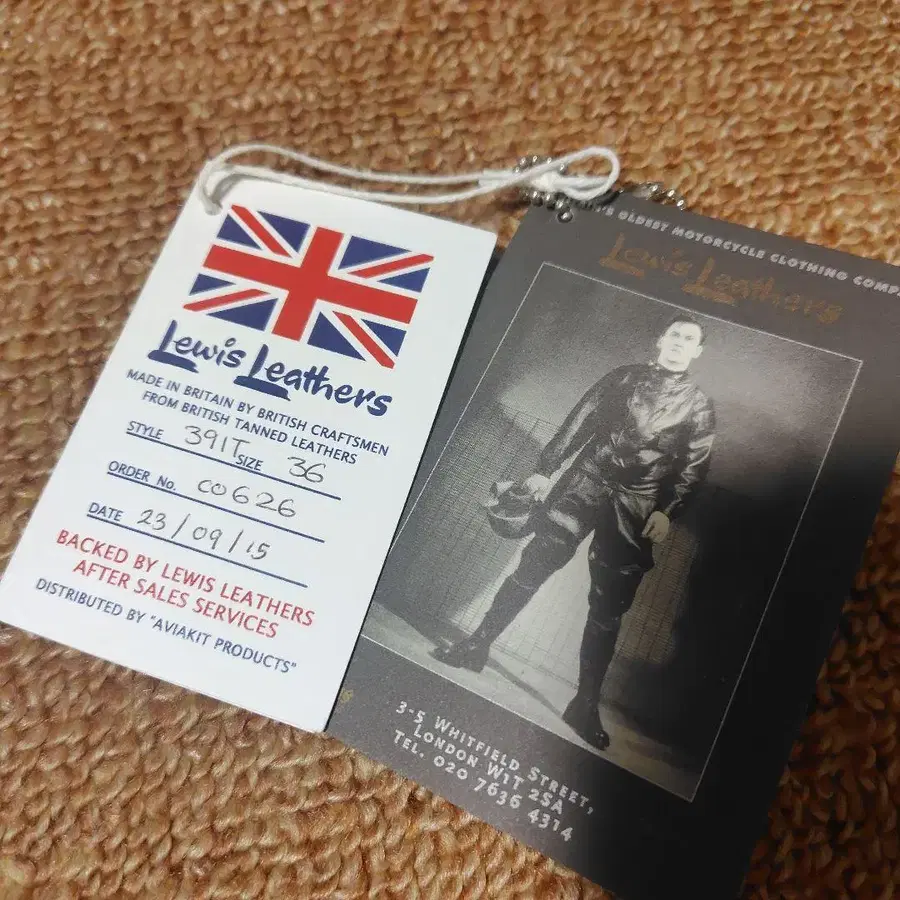 Lewis Leathers
MADE IN BRITAIN BY BRITISH CRAFTSMEN
FROM BRITISH TANNED LEATHERS
STYLE 391T SIZE 36
ORDER No. C0626
DATE 23/09/15
BACKED BY LEWIS LEATHERS
AFTER SALES SERVICES
DISTRIBUTED BY "AVIAKIT PRODUCTS"
OLDEST MOTORCYCLE CLOTHING
Lewis Leathers
3-5 WHITFIELD STREET,
LONDON W1T 2SA
TEL. 020 7636 4314